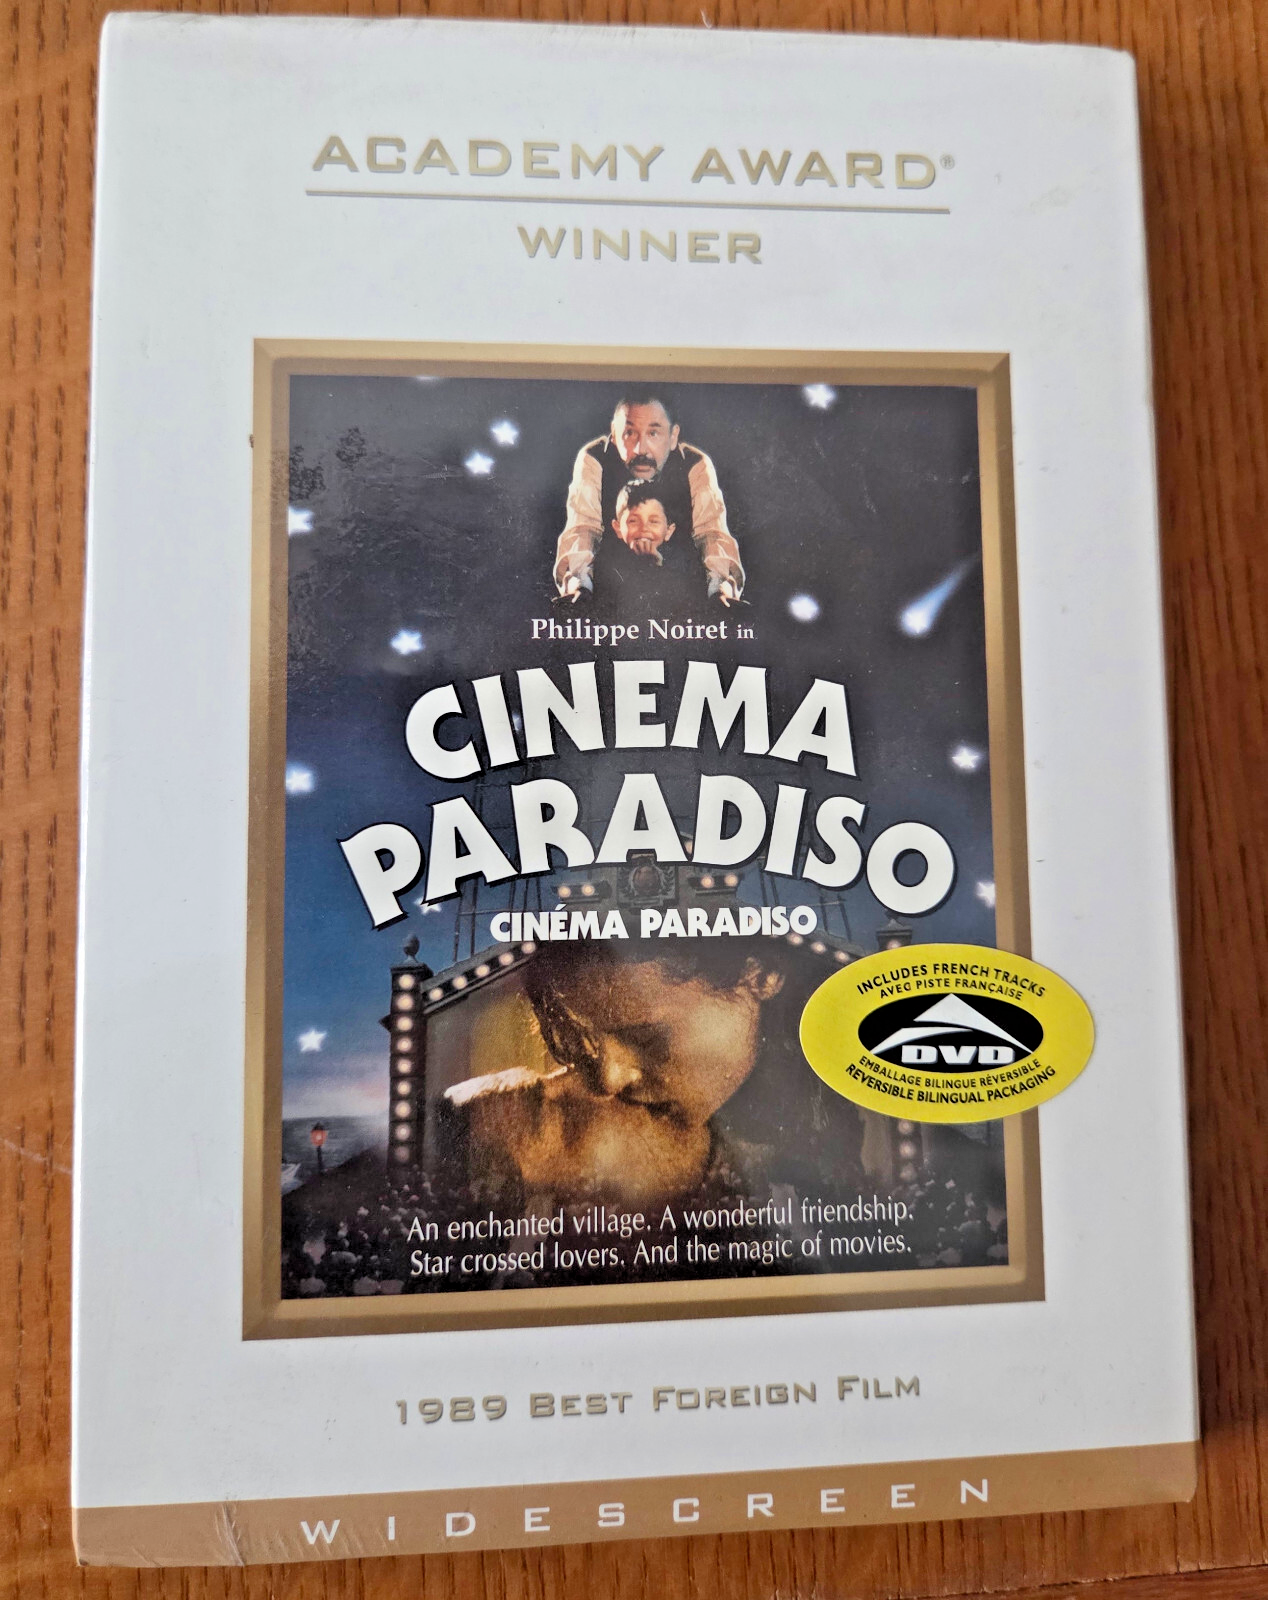 ACADEMY AWARD®
WINNER
Philippe Noiret in
CINEMA
PARADISO
CINÉMA PARADISO
INCLUDES FRENCH TRACKS
AVEC PISTE FRANÇAISE
DVD
EMBALLAGE BILINGUE RÉVERSIBLE
REVERSIBLE BILINGUAL PACKAGING
An enchanted village. A wonderful friendship.
Star crossed lovers. And the magic of movies.
1989 BEST FOREIGN FILM
WIDESCREEN